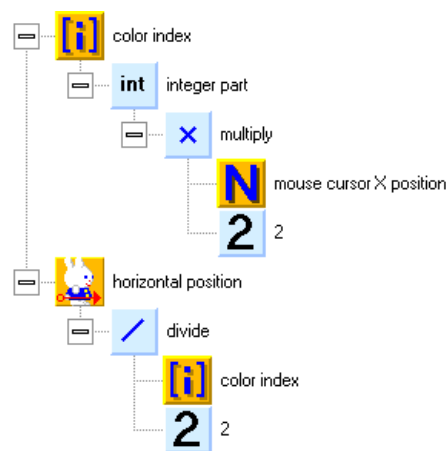 [i] color index
int integer part
× multiply
N mouse cursor X position
2 2
horizontal position
/ divide
[i] color index
2 2